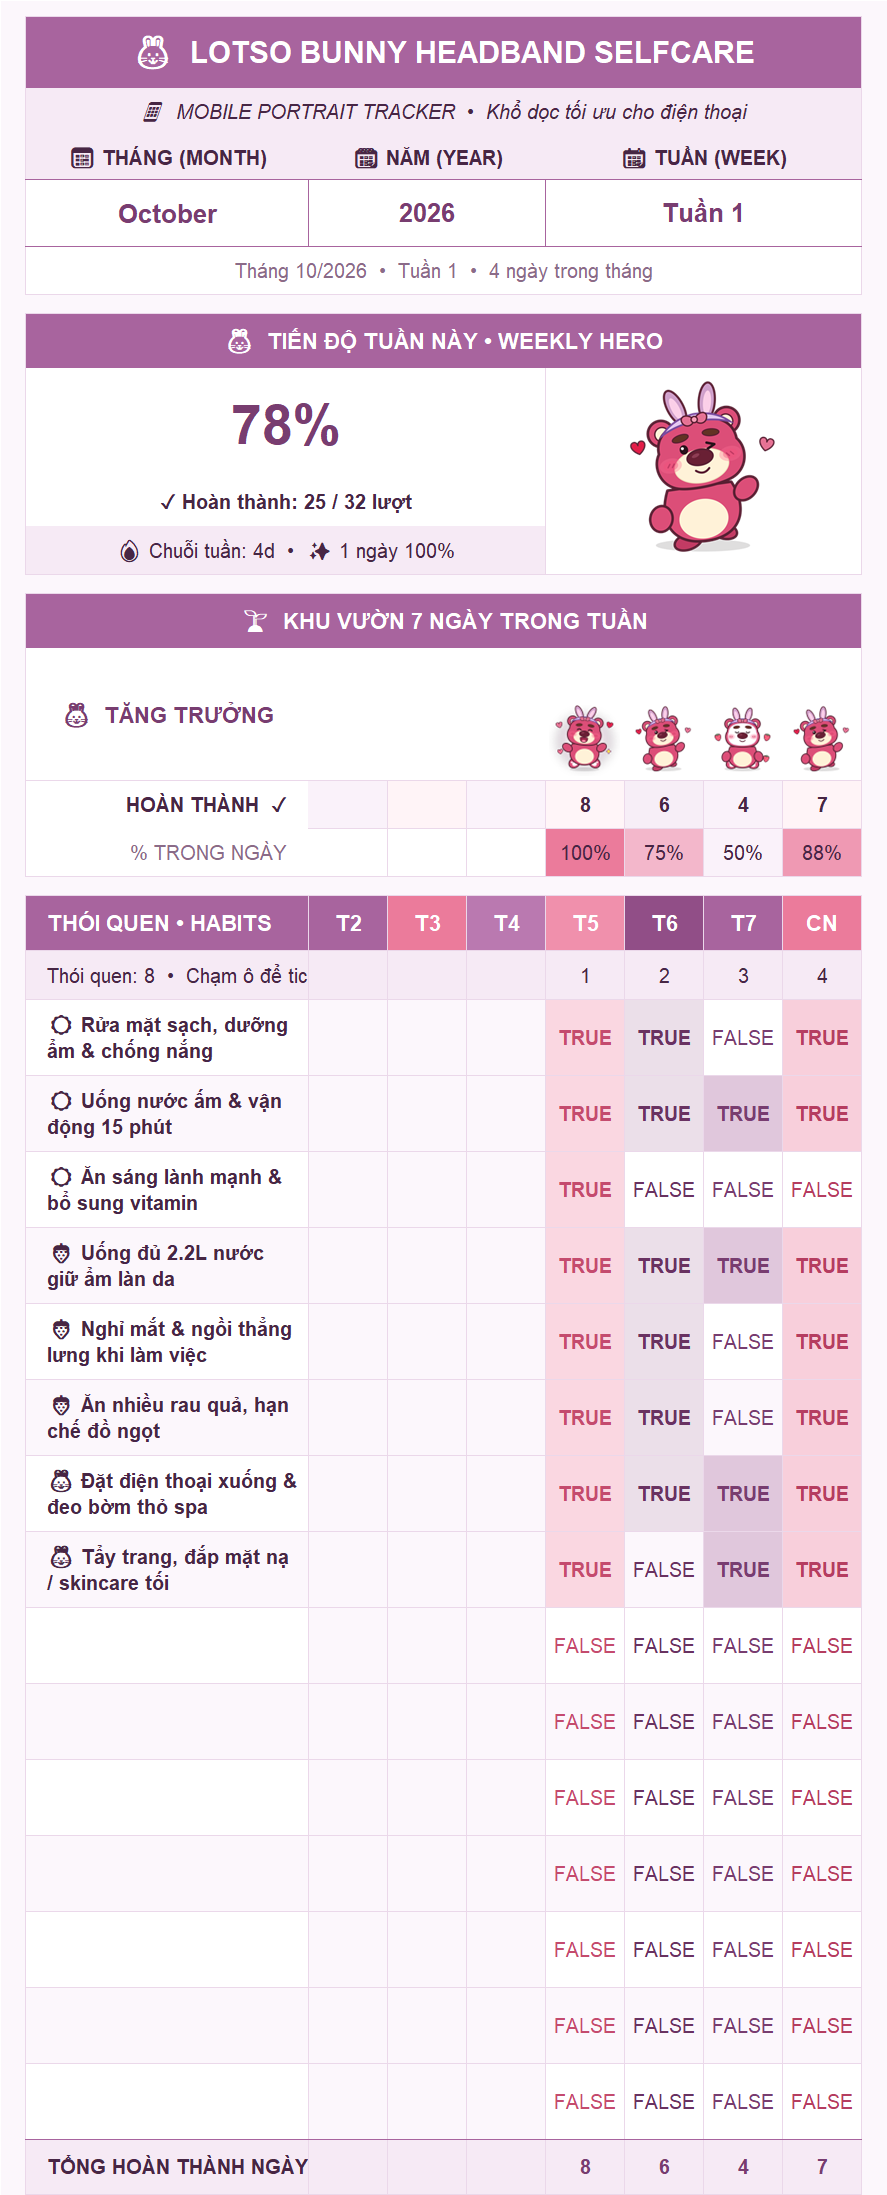 LOTSO BUNNY HEADBAND SELFCARE
MOBILE PORTRAIT TRACKER • Khổ dọc tối ưu cho điện thoại
THÁNG (MONTH) NĂM (YEAR) TUẦN (WEEK)
October 2026 Tuần 1
Tháng 10/2026 • Tuần 1 • 4 ngày trong tháng
TIẾN ĐỘ TUẦN NÀY • WEEKLY HERO
78%
✓ Hoàn thành: 25 / 32 lượt
Chuỗi tuần: 4d • 1 ngày 100%
KHU VƯỜN 7 NGÀY TRONG TUẦN
TĂNG TRƯỞNG
HOÀN THÀNH ✓ 8 6 4 7
% TRONG NGÀY 100% 75% 50% 88%
THÓI QUEN • HABITS T2 T3 T4 T5 T6 T7 CN
Thói quen: 8 • Chạm ô để tic 1 2 3 4
Rửa mặt sạch, dưỡng
ẩm & chống nắng
TRUE TRUE FALSE TRUE
Uống nước ấm & vận
động 15 phút
TRUE TRUE TRUE TRUE
Ăn sáng lành mạnh &
bổ sung vitamin
TRUE FALSE FALSE FALSE
Uống đủ 2.2L nước
giữ ẩm làn da
TRUE TRUE TRUE TRUE
Nghỉ mắt & ngồi thẳng
lưng khi làm việc
TRUE TRUE FALSE TRUE
Ăn nhiều rau quả, hạn
chế đồ ngọt
TRUE TRUE FALSE TRUE
Đặt điện thoại xuống &
đeo bờm thỏ spa
TRUE TRUE TRUE TRUE
Tẩy trang, đắp mặt nạ
/ skincare tối
TRUE FALSE TRUE TRUE
FALSE FALSE FALSE FALSE
FALSE FALSE FALSE FALSE
FALSE FALSE FALSE FALSE
FALSE FALSE FALSE FALSE
FALSE FALSE FALSE FALSE
FALSE FALSE FALSE FALSE
FALSE FALSE FALSE FALSE
TỔNG HOÀN THÀNH NGÀY 8 6 4 7